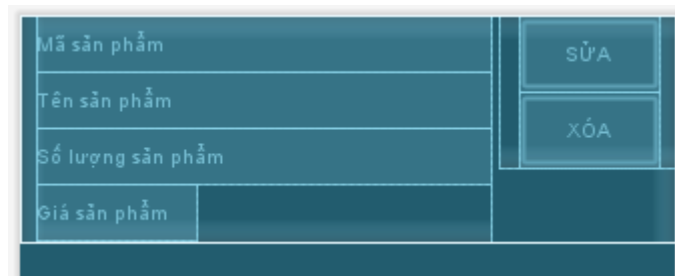 Mã sản phẩm
Tên sản phẩm
Số lượng sản phẩm
Giá sản phẩm
SỬA
XÓA